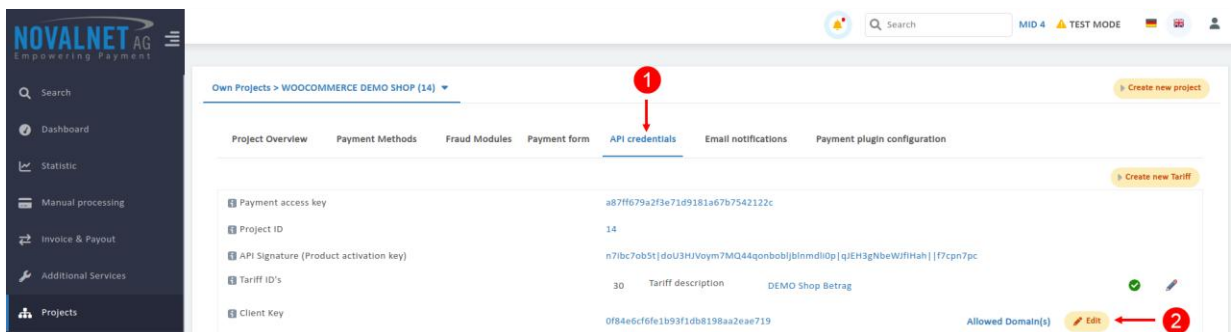 NOVALNET AG
Empowering Payment
Search
MID 4
TEST MODE
Search
Dashboard
Statistic
Manual processing
Invoice & Payout
Additional Services
Projects
Own Projects > WOOCOMMERCE DEMO SHOP (14)
1
Create new project
Project Overview
Payment Methods
Fraud Modules
Payment form
API credentials
Email notifications
Payment plugin configuration
Create new Tariff
Payment access key
a87ff679a2f3e71d9181a67b7542122c
Project ID
14
API Signature (Product activation key)
n7ibc7ob5t|doU3HJVoym7MQ44qonbobljblnmdli0p|qJEH3gNbeWJfiHah||f7cpn7pc
Tariff ID's
30
Tariff description
DEMO Shop Betrag
Client Key
0f84e6cf6fe1b93f1db8198aa2eae719
Allowed Domain(s)
Edit
2